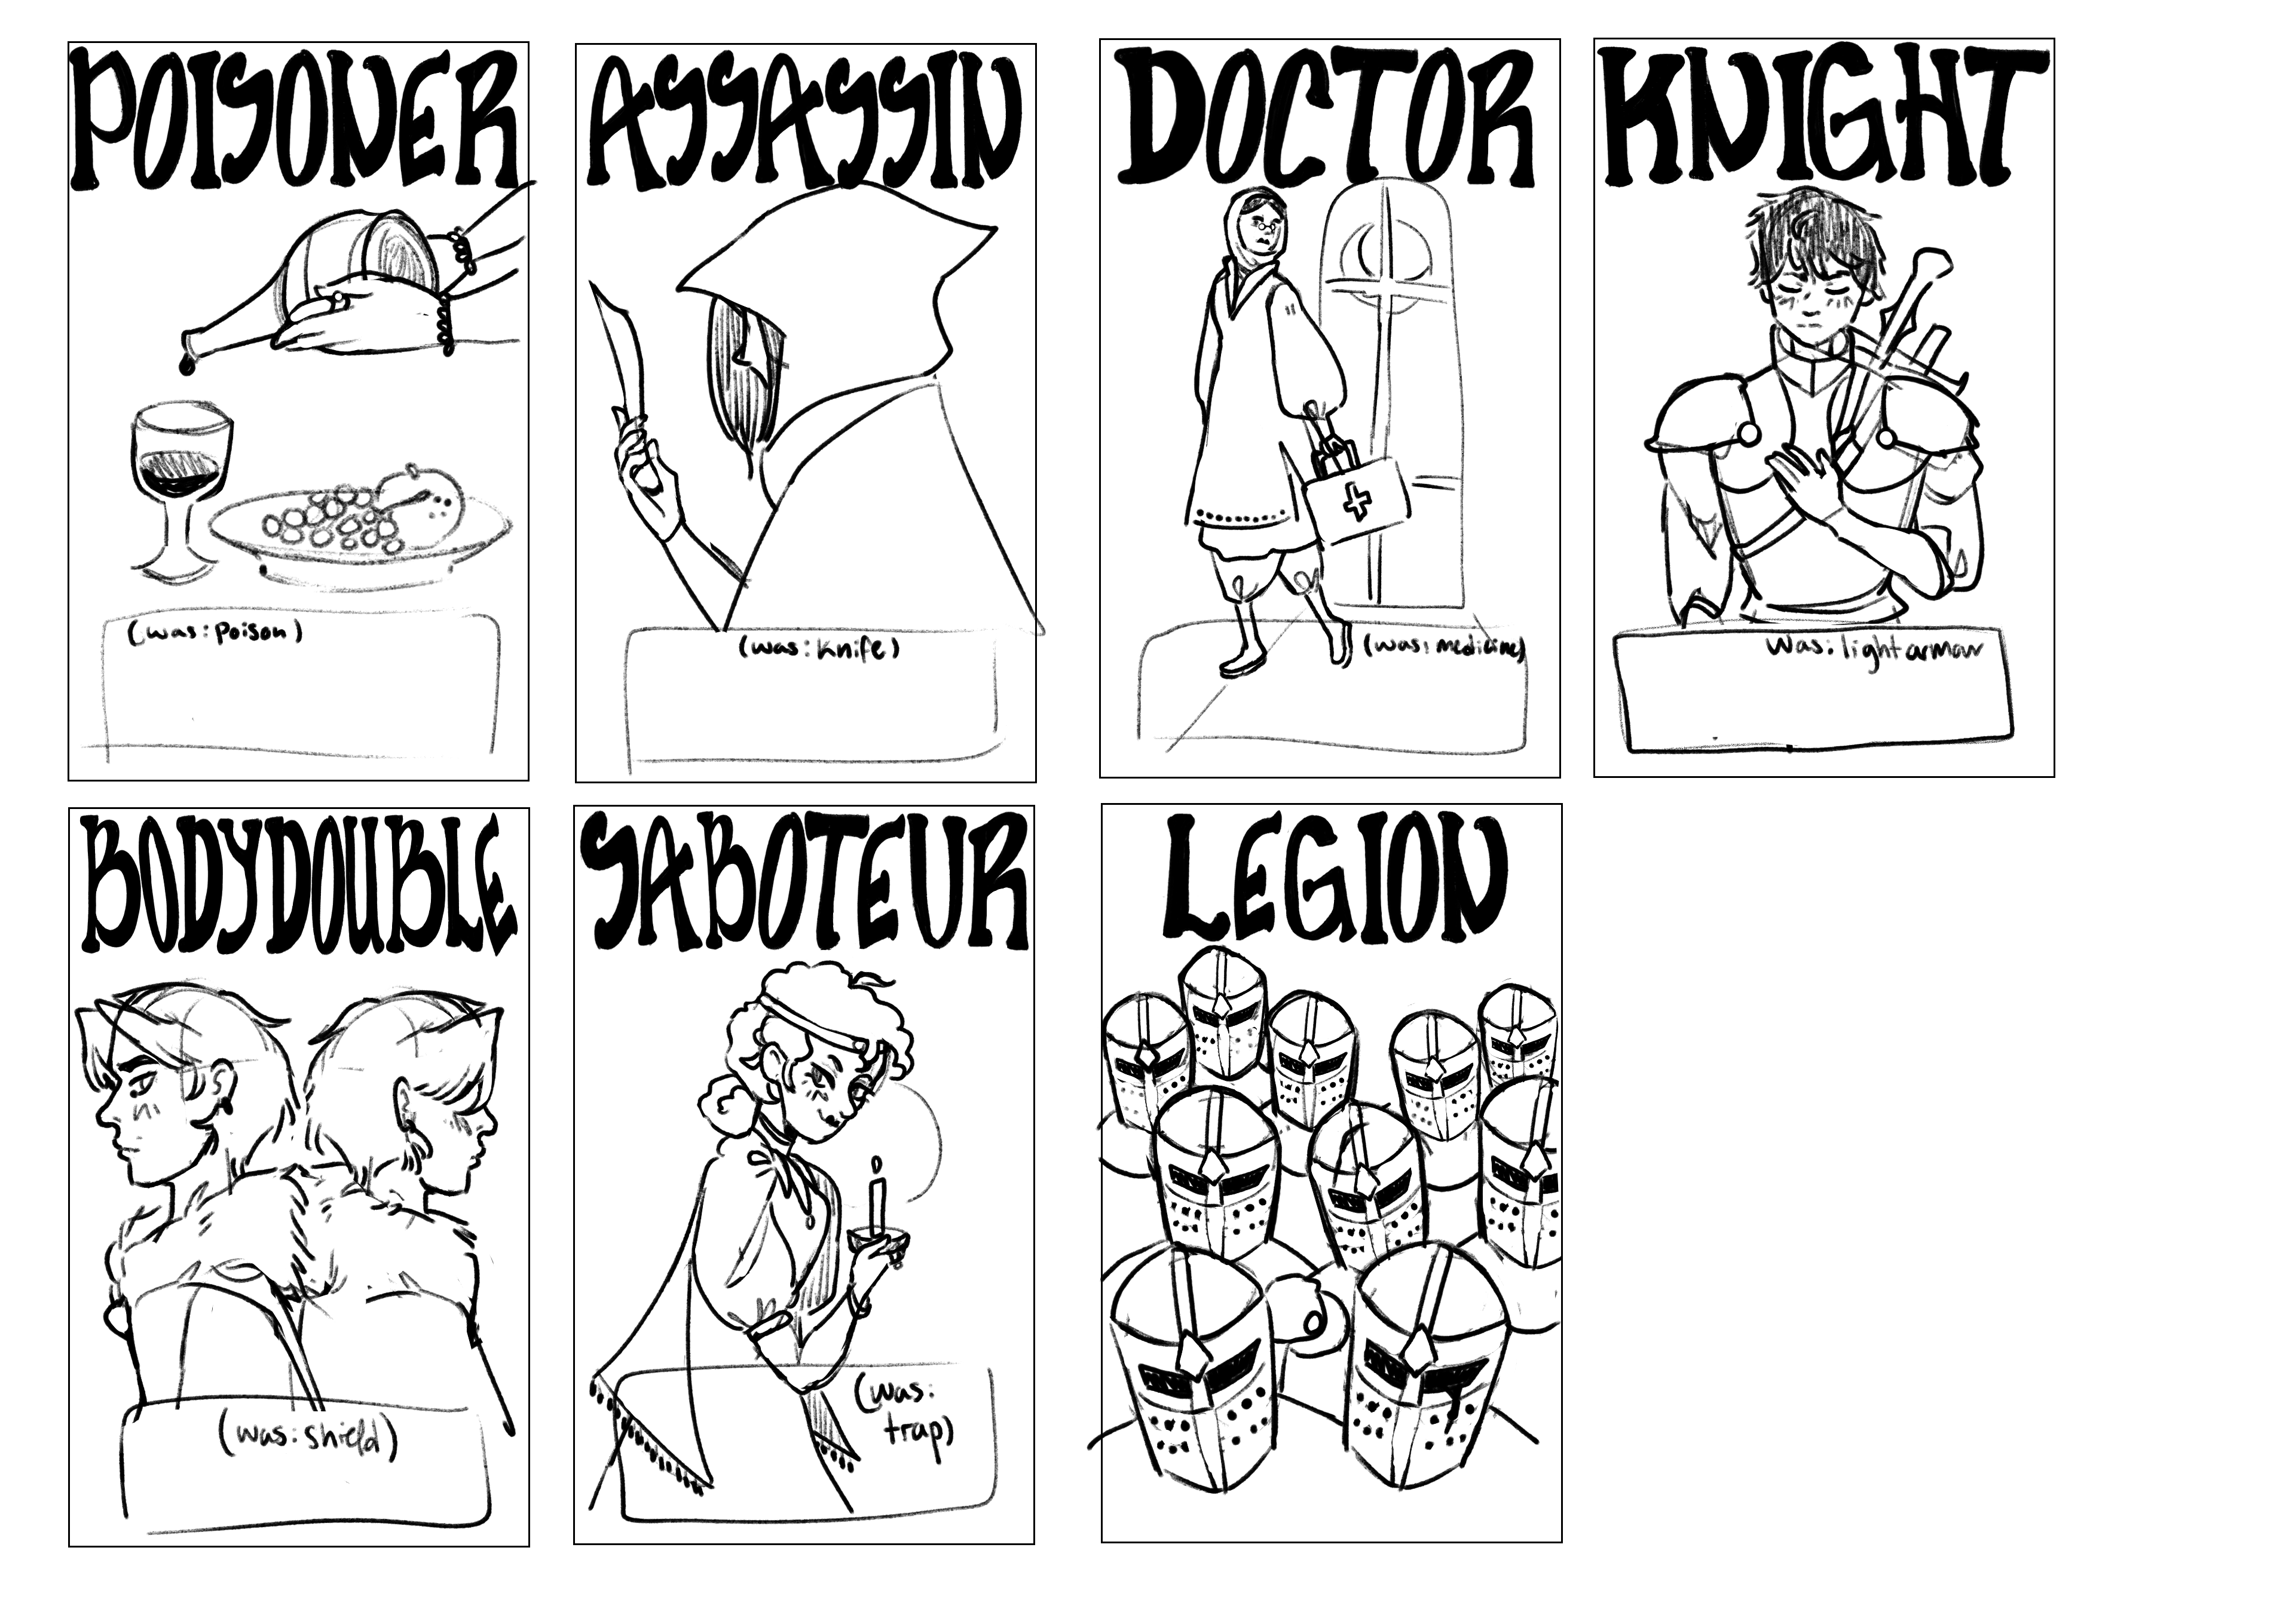 POISONER
ASSASSIN
DOCTOR
KNIGHT
(was: poison)
(was: knife)
(was: medicine)
was: light armour
BODYDOUBLE
SABOTEUR
LEGION
(was: shield)
(was:
trap)